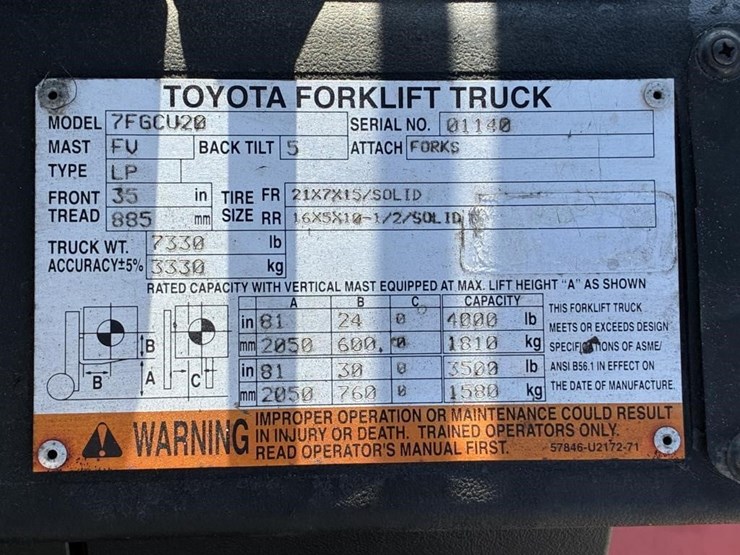 TOYOTA FORKLIFT TRUCK
MODEL 7FGCU20 SERIAL NO. 01140
MAST FV BACK TILT 5 ATTACH FORKS
TYPE LP
FRONT TREAD 35 in TIRE SIZE FR 21X7X15/SOLID
885 mm RR 16X5X10-1/2/SOLID
TRUCK WT. 7330 lb
ACCURACY±5% 3330 kg
RATED CAPACITY WITH VERTICAL MAST EQUIPPED AT MAX. LIFT HEIGHT "A" AS SHOWN
A B C CAPACITY
in 81 24 0 4000 lb
mm 2050 600 0 1810 kg
in 81 30 0 3500 lb
mm 2050 760 0 1580 kg
B B A C
THIS FORKLIFT TRUCK
MEETS OR EXCEEDS DESIGN
OF ASME/
ANSI B56.1 IN EFFECT ON
THE DATE OF MANUFACTURE.
WARNING
IMPROPER OPERATION OR MAINTENANCE COULD RESULT
IN INJURY OR DEATH. TRAINED OPERATORS ONLY.
READ OPERATOR'S MANUAL FIRST. 57846-U2172-71